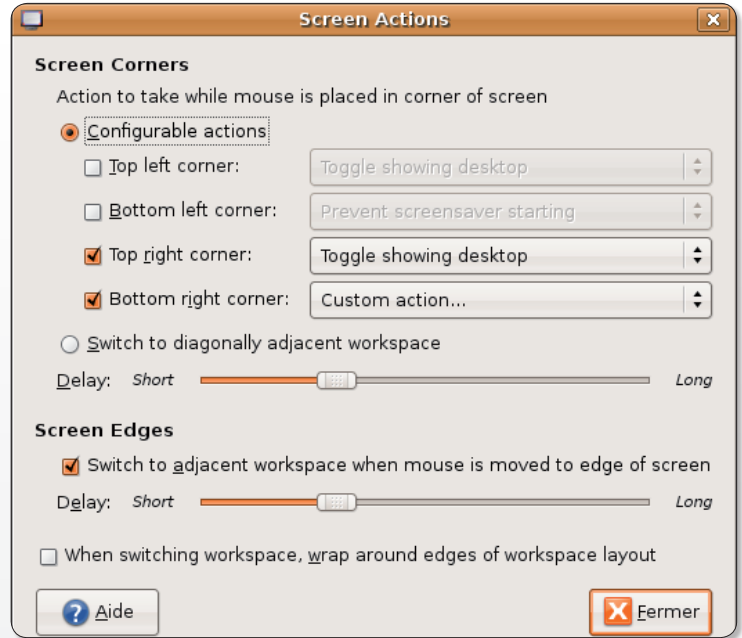 Screen Actions
Screen Corners
Action to take while mouse is placed in corner of screen
Configurable actions
Top left corner: Toggle showing desktop
Bottom left corner: Prevent screensaver starting
Top right corner: Toggle showing desktop
Bottom right corner: Custom action...
Switch to diagonally adjacent workspace
Delay: Short Long
Screen Edges
Switch to adjacent workspace when mouse is moved to edge of screen
Delay: Short Long
When switching workspace, wrap around edges of workspace layout
Aide Fermer